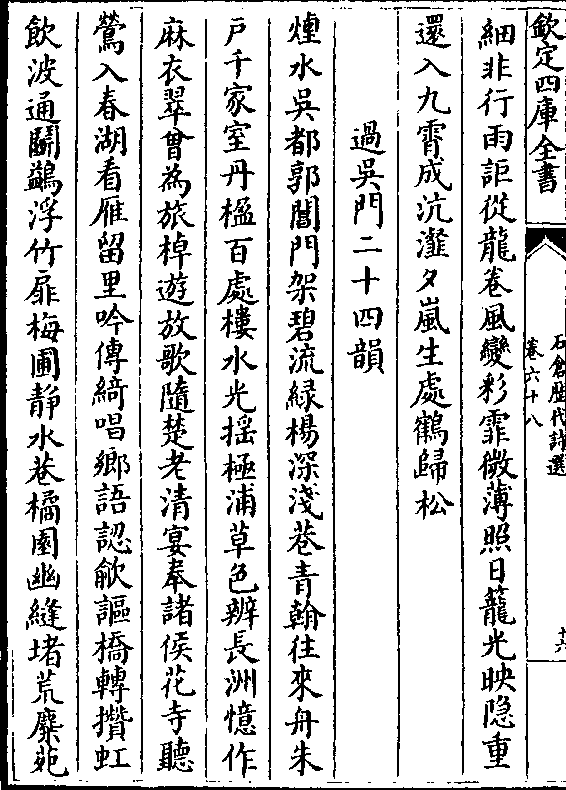 欽定四庫全書
石倉歴代詩選
卷六十八
十六
細非行雨詎從龍卷風變彩霏微薄照日籠光映隐重
還入九霄成沆瀣夕嵐生處鶴歸松
過吳門二十四韻
煙水吳都郭閶門架碧流緑楊深淺巷青翰往來舟朱
戸千家室丹楹百處樓水光揺極浦草色辨長洲憶作
麻衣翠曾為旅棹遊放歌隨楚老清宴奉諸侯花寺聽
鶯入春湖看雁留里吟傳綺唱鄉語認歈謳橋轉攢虹
飲波通鬭鷁浮竹扉梅圃靜水巷橘園幽縫堵荒麋苑